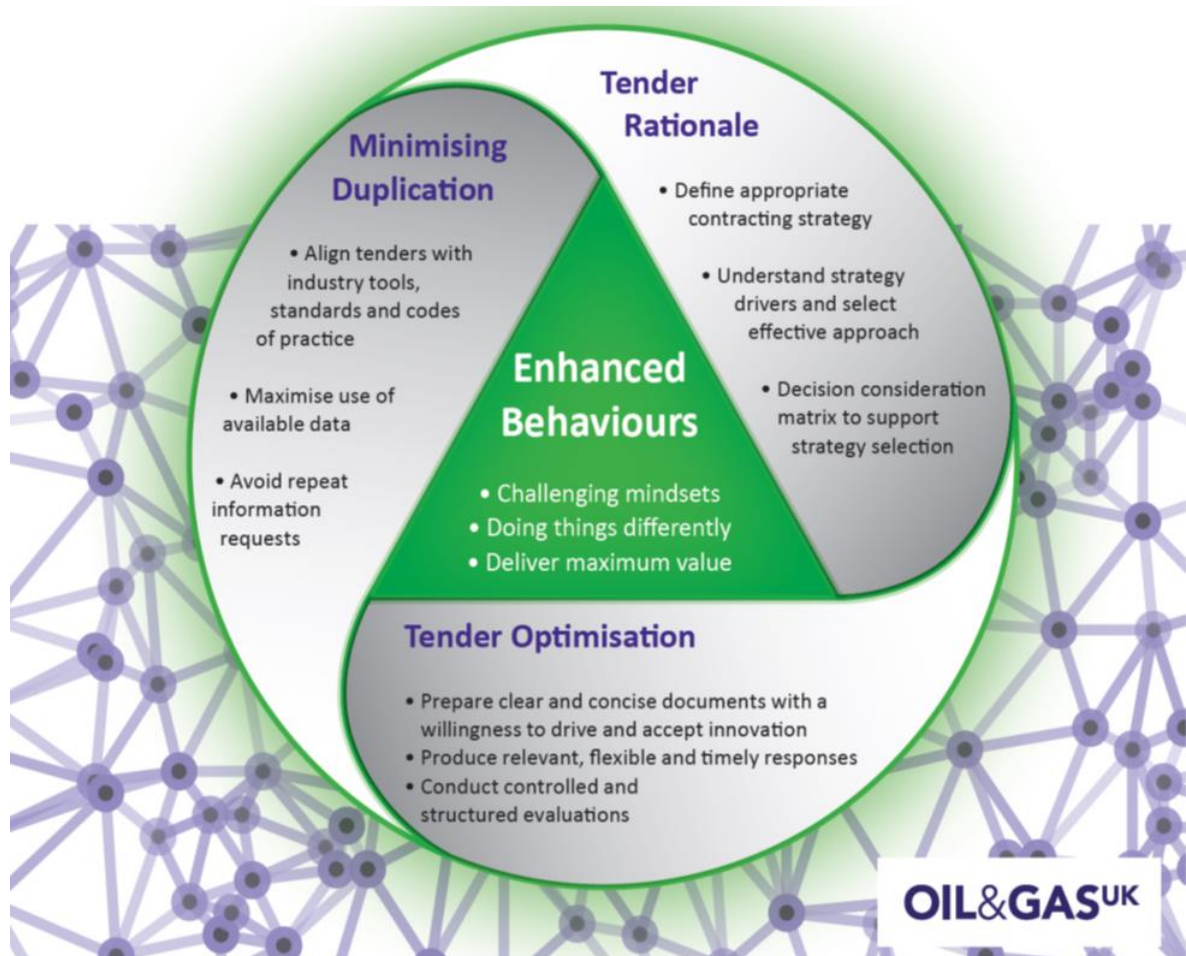 Tender
Rationale
• Define appropriate
contracting strategy
• Understand strategy
drivers and select
effective approach
• Decision consideration
matrix to support
strategy selection
Minimising
Duplication
• Align tenders with
industry tools,
standards and codes
of practice
• Maximise use of
available data
• Avoid repeat
information
requests
Enhanced
Behaviours
• Challenging mindsets
• Doing things differently
• Deliver maximum value
Tender Optimisation
• Prepare clear and concise documents with a
willingness to drive and accept innovation
• Produce relevant, flexible and timely responses
• Conduct controlled and
structured evaluations
OIL&GASUK